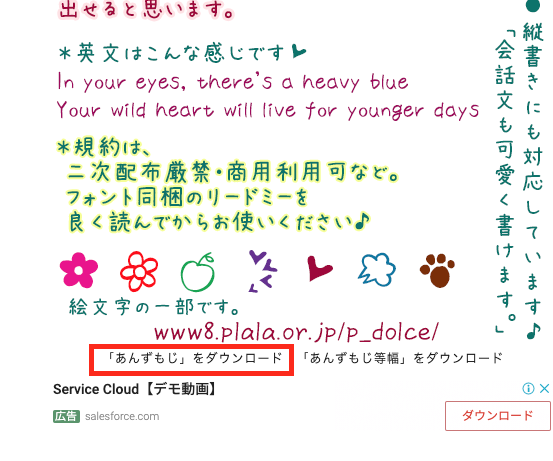 出せると思います。
＊英文はこんな感じです
In your eyes, there's a heavy blue
Your wild heart will live for younger days
＊規約は、
二次配布厳禁・商用利用可など。
フォント同梱のリードミーを
良く読んでからお使いください♪
絵文字の一部です。
www8.plala.or.jp/p_dolce/
●縦書きにも対応しています♪
「会話文も可愛く書けます。」
「あんずもじ」をダウンロード
「あんずもじ等幅」をダウンロード
Service Cloud【デモ動画】
広告 salesforce.com
ダウンロード